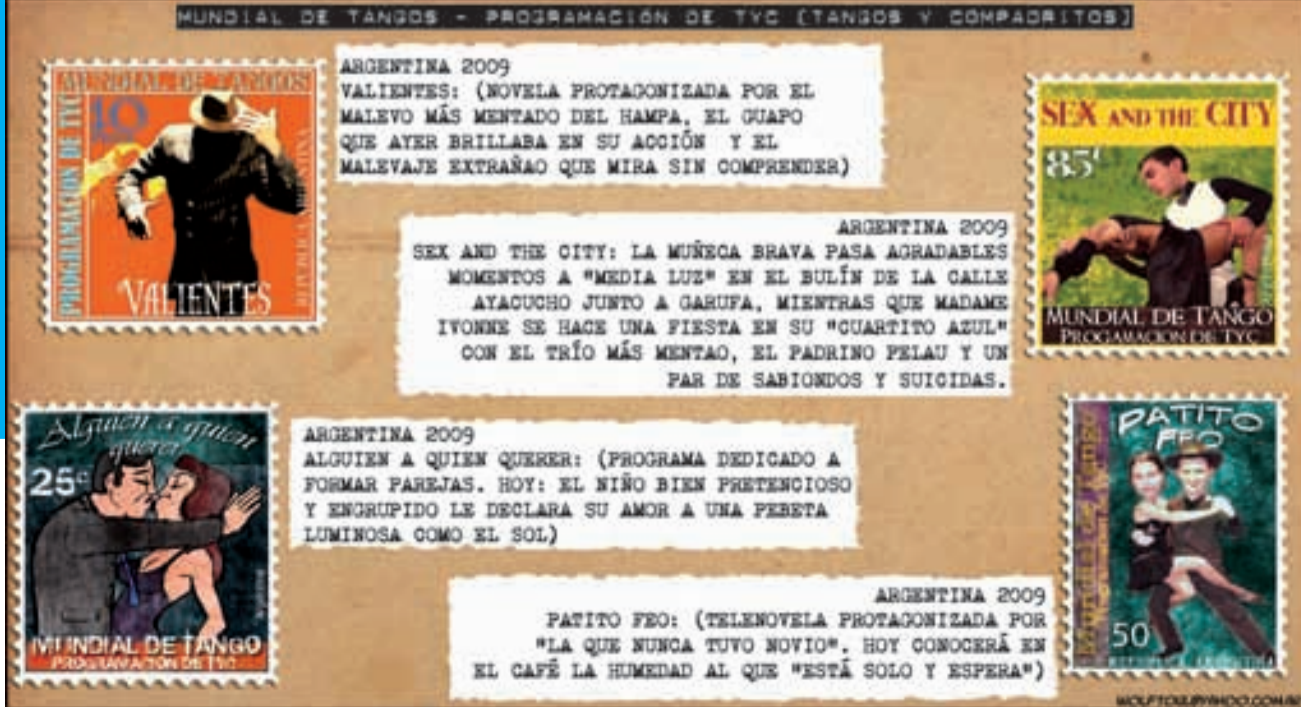 MUNDIAL DE TANGOS - PROGRAMACIÓN DE TYC (TANGOS Y COMPADRITOS)
MUNDIAL DE TANGOS
10
PROGRAMACION DE TYC
REPUBLICA ARGENTINA
VALIENTES
ARGENTINA 2009
VALIENTES: (NOVELA PROTAGONIZADA POR EL
MALEVO MÁS MENTADO DEL HAMPA, EL GUAPO
QUE AYER BRILLABA EN SU ACCIÓN Y EL
MALEVAJE EXTRAÑAO QUE MIRA SIN COMPRENDER)
SEX AND THE CITY
85c
MUNDIAL DE TANGO
PROGAMACION DE TYC
ARGENTINA 2009
SEX AND THE CITY: LA MUÑECA BRAVA PASA AGRADABLES
MOMENTOS A "MEDIA LUZ" EN EL BULÍN DE LA CALLE
AYACUCHO JUNTO A GARUFA, MIENTRAS QUE MADAME
IVONNE SE HACE UNA FIESTA EN SU "CUARTITO AZUL"
CON EL TRÍO MÁS MENTAO, EL PADRINO PELAU Y UN
PAR DE SABIONDOS Y SUICIDAS.
Alguien a quien
querer
25c
MUNDIAL DE TANGO
PROGRAMACION DE TYC
ARGENTINA 2009
ALGUIEN A QUIEN QUERER: (PROGRAMA DEDICADO A
FORMAR PAREJAS. HOY: EL NIÑO BIEN PRETENCIOSO
Y ENGRUPIDO LE DECLARA SU AMOR A UNA PEBETA
LUMINOSA COMO EL SOL)
PATITO
FEO
50
ARGENTINA 2009
PATITO FEO: (TELENOVELA PROTAGONIZADA POR
"LA QUE NUNCA TUVO NOVIO". HOY CONOCERÁ EN
EL CAFÉ LA HUMEDAD AL QUE "ESTÁ SOLO Y ESPERA")